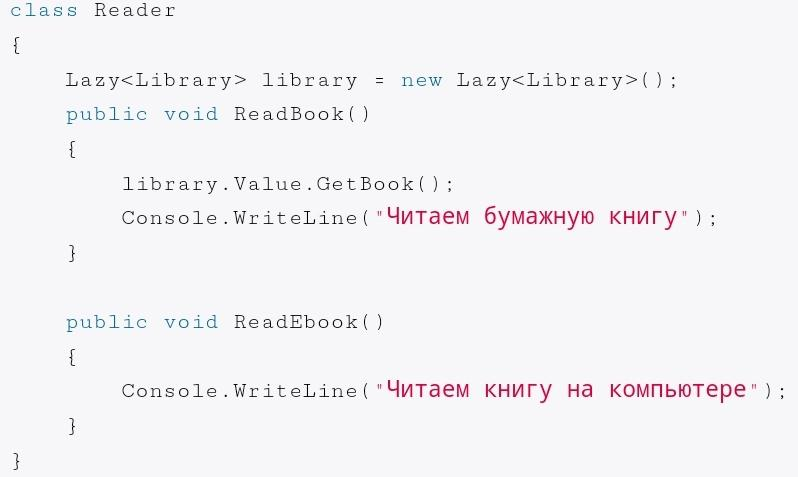 class Reader
{
    Lazy<Library> library = new Lazy<Library>();
    public void ReadBook()
    {
        library.Value.GetBook();
        Console.WriteLine("Читаем бумажную книгу");
    }

    public void ReadEbook()
    {
        Console.WriteLine("Читаем книгу на компьютере");
    }
}